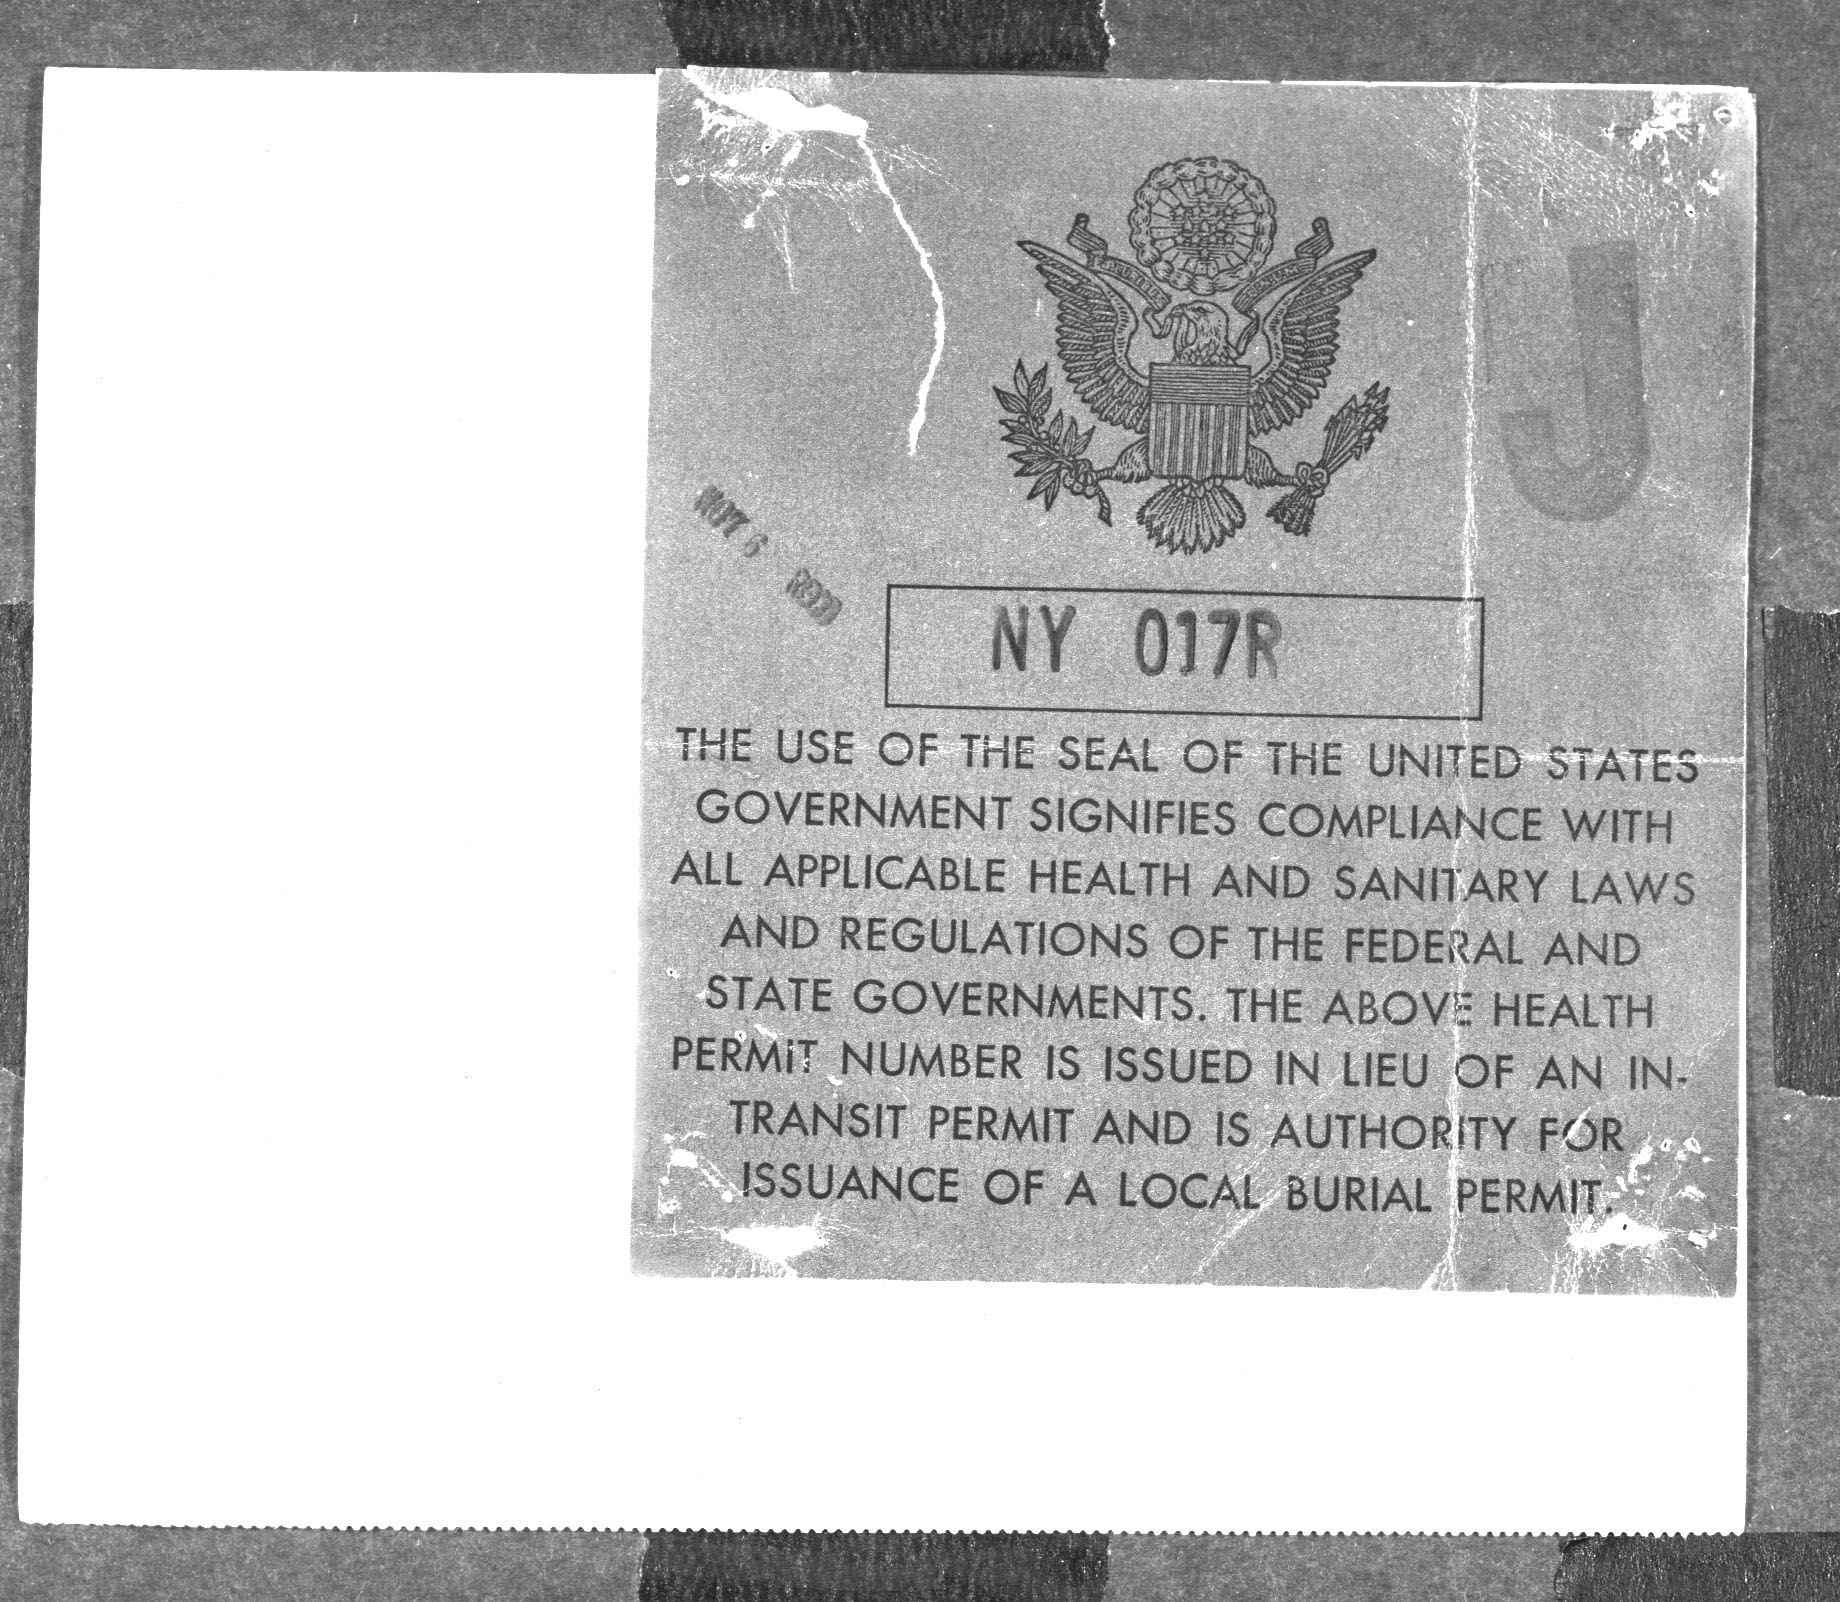 J
NY 017R
THE USE OF THE SEAL OF THE UNITED STATES
GOVERNMENT SIGNIFIES COMPLIANCE WITH
ALL APPLICABLE HEALTH AND SANITARY LAWS
AND REGULATIONS OF THE FEDERAL AND
STATE GOVERNMENTS. THE ABOVE HEALTH
PERMIT NUMBER IS ISSUED IN LIEU OF AN IN-
TRANSIT PERMIT AND IS AUTHORITY FOR
ISSUANCE OF A LOCAL BURIAL PERMIT.